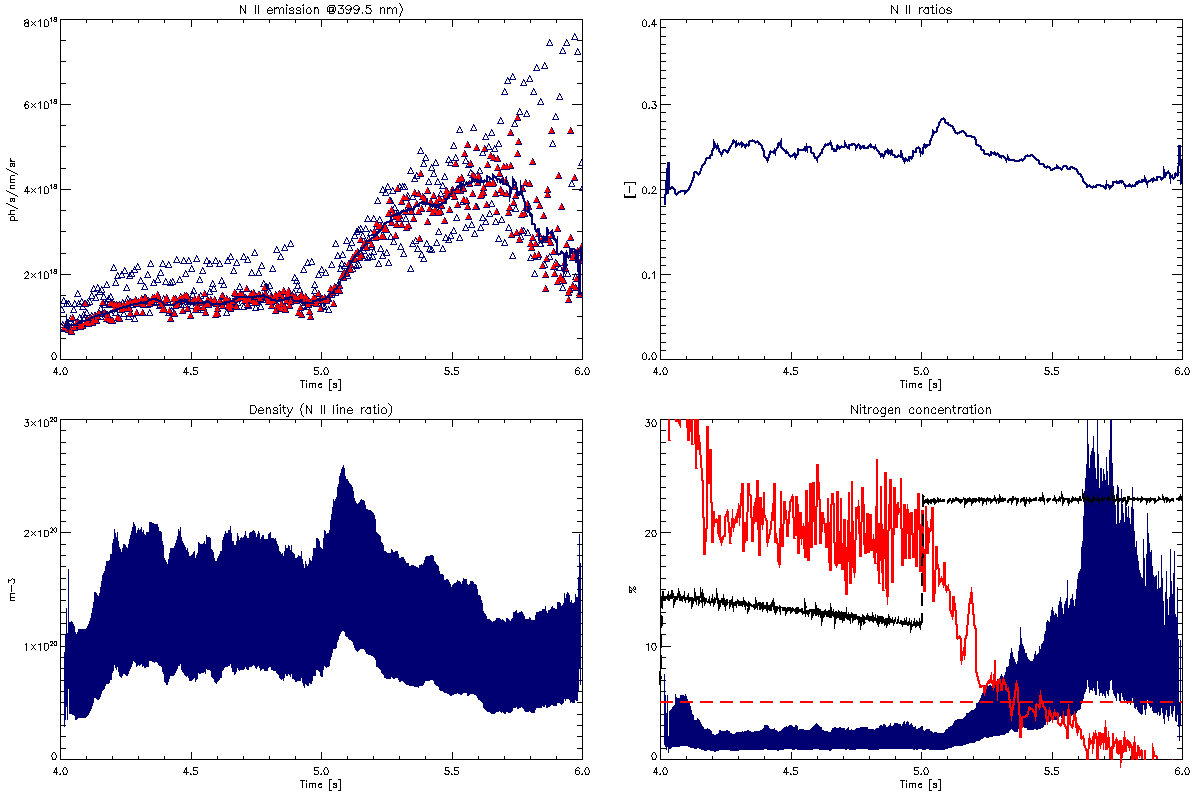 N II emission @399.5 nm)
8×10¹⁸
6×10¹⁸
4×10¹⁸
2×10¹⁸
0
ph/s/nm/sr
4.0 4.5 5.0 5.5 6.0
Time [s]
N II ratios
0.4
0.3
0.2
0.1
0.0
[-]
4.0 4.5 5.0 5.5 6.0
Time [s]
Density (N II line ratio)
3×10²⁰
2×10²⁰
1×10²⁰
0
m-3
4.0 4.5 5.0 5.5 6.0
Time [s]
Nitrogen concentration
30
20
10
0
%
4.0 4.5 5.0 5.5 6.0
Time [s]